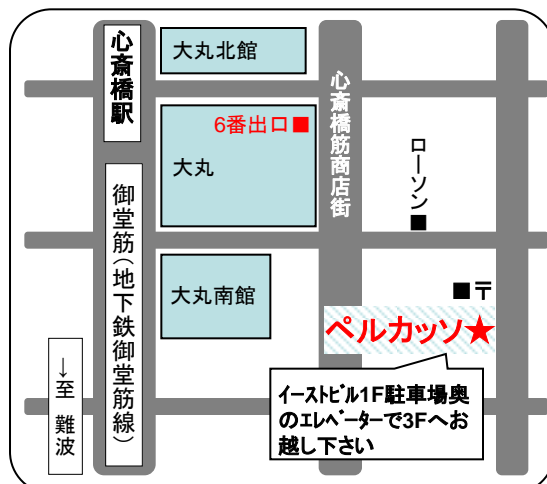 心斎橋駅
大丸北館
心斎橋筋商店街
6番出口■
大丸
ローソン■
御堂筋(地下鉄御堂筋線)
大丸南館
■〒
ペルカッソ★
イーストビル1F駐車場奥
のエレベーターで3Fへお
越し下さい
→至 難波